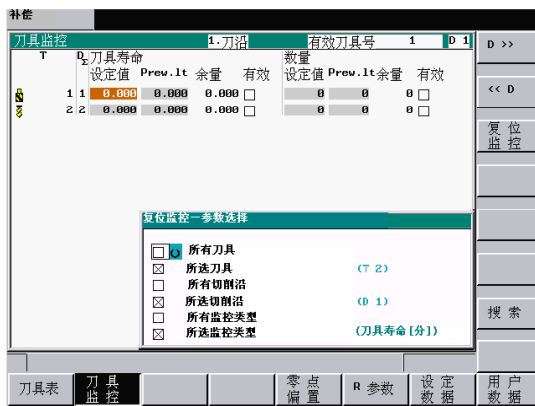 补偿
刀具监控 1.刀沿 有效刀具号 1 D 1
T DΣ 刀具寿命 数量
设定值 Prew.lt 余量 有效 设定值 Prew.lt 余量 有效
1 1 0.000 0.000 0.000 0 0 0
2 2 0.000 0.000 0.000 0 0 0
复位监控—参数选择
所有刀具
所选刀具 (T 2)
所有切削沿
所选切削沿 (D 1)
所有监控类型
所选监控类型 (刀具寿命[分])
D >>
<< D
复位
监控
搜索
刀具表
刀具
监控
零点
偏置
R 参数
设定
数据
用户
数据